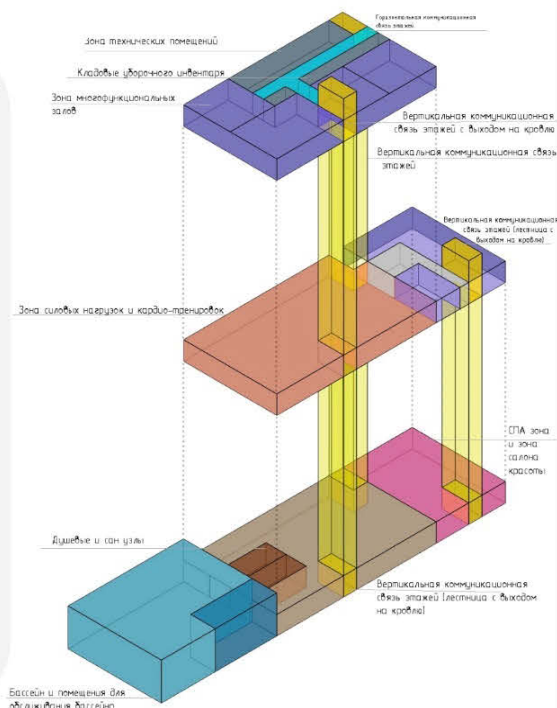 Горизонтальная коммуникационная
связь этажей
Зона технических помещений
Кладовые уборочного инвентаря
Зона многофункциональных
залов
Вертикальная коммуникационная
связь этажей с выходом на кровлю
Вертикальная коммуникационная связь
этажей
Вертикальная коммуникационная
связь этажей (лестница с
выходом на кровлю)
Зона силовых нагрузок и кардио-тренировок
СПА зона
и зона
салона
красоты
Душевые и сан узлы
Вертикальная коммуникационная
связь этажей (лестница с выходом
на кровлю)
Бассейн и помещения для
обслуживания бассейна